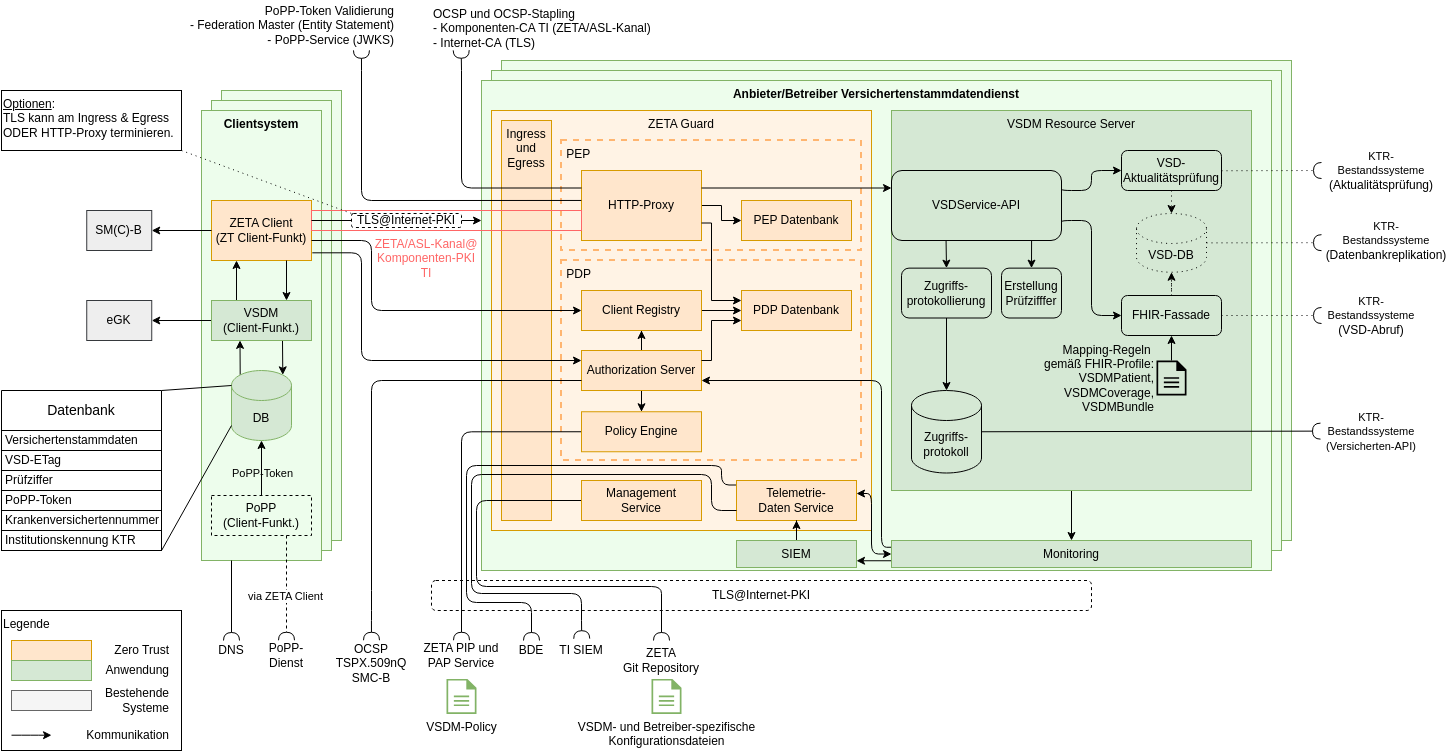 PoPP-Token Validierung
- Federation Master (Entity Statement)
- PoPP-Service (JWKS)
OCSP und OCSP-Stapling
- Komponenten-CA TI (ZETA/ASL-Kanal)
- Internet-CA (TLS)
Optionen:
TLS kann am Ingress & Egress
ODER HTTP-Proxy terminieren.
Clientsystem
ZETA Client
(ZT Client-Funkt)
SM(C)-B
eGK
VSDM
(Client-Funkt.)
DB
PoPP-Token
PoPP
(Client-Funkt.)
Datenbank
Versichertenstammdaten
VSD-ETag
Prüfziffer
PoPP-Token
Krankenversichertennummer
Institutionskennung KTR
TLS@Internet-PKI
ZETA/ASL-Kanal@
Komponenten-PKI
TI
Anbieter/Betreiber Versichertenstammdatendienst
ZETA Guard
Ingress
und
Egress
PEP
HTTP-Proxy
PEP Datenbank
PDP
Client Registry
PDP Datenbank
Authorization Server
Policy Engine
Management
Service
Telemetrie-
Daten Service
SIEM
VSDM Resource Server
VSDService-API
VSD-
Aktualitätsprüfung
VSD-DB
Zugriffs-
protokollierung
Erstellung
Prüfzifffer
FHIR-Fassade
Mapping-Regeln
gemäß FHIR-Profile:
VSDMPatient,
VSDMCoverage,
VSDMBundle
Zugriffs-
protokoll
Monitoring
KTR-
Bestandssysteme
(Aktualitätsprüfung)
KTR-
Bestandssysteme
(Datenbankreplikation)
KTR-
Bestandssysteme
(VSD-Abruf)
KTR-
Bestandssysteme
(Versicherten-API)
TLS@Internet-PKI
via ZETA Client
DNS
PoPP-
Dienst
OCSP
TSPX.509nQ
SMC-B
ZETA PIP und
PAP Service
VSDM-Policy
BDE
TI SIEM
ZETA
Git Repository
VSDM- und Betreiber-spezifische
Konfigurationsdateien
Legende
Zero Trust
Anwendung
Bestehende
Systeme
Kommunikation